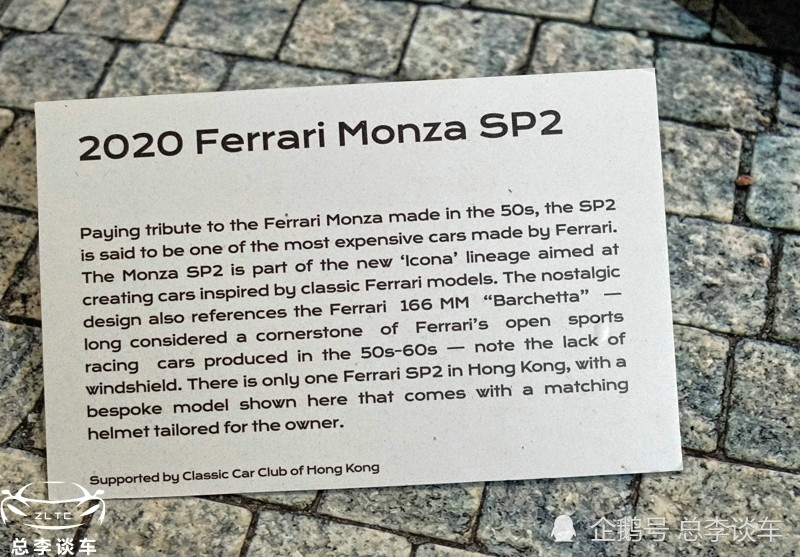 2020 Ferrari Monza SP2
Paying tribute to the Ferrari Monza made in the 50s, the SP2
is said to be one of the most expensive cars made by Ferrari.
The Monza SP2 is part of the new ‘Icona’ lineage aimed at
creating cars inspired by classic Ferrari models. The nostalgic
design also references the Ferrari 166 MM “Barchetta” —
long considered a cornerstone of Ferrari’s open sports
racing cars produced in the 50s-60s — note the lack of
windshield. There is only one Ferrari SP2 in Hong Kong, with a
bespoke model shown here that comes with a matching
helmet tailored for the owner.
Supported by Classic Car Club of Hong Kong
ZLTC
总李谈车
企鹅号 总李谈车